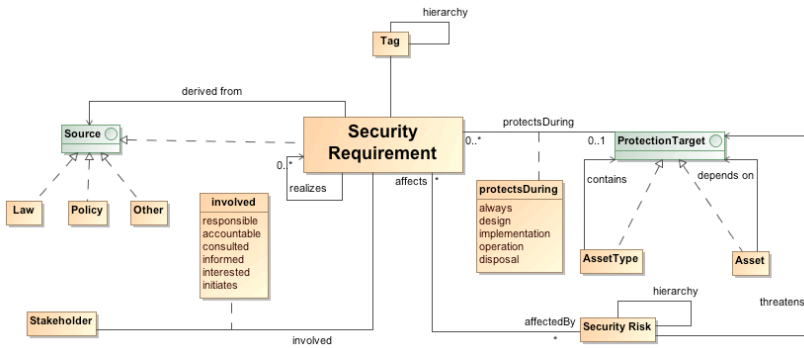 hierarchy
Tag
derived from
Source
Security
Requirement
protectsDuring
0..*
0..1
ProtectionTarget
0..*
realizes
affects
*
contains
depends on
Law
Policy
Other
involved
responsible
accountable
consulted
informed
interested
initiates
protectsDuring
always
design
implementation
operation
disposal
AssetType
Asset
hierarchy
threatens
Stakeholder
involved
affectedBy
*
Security Risk